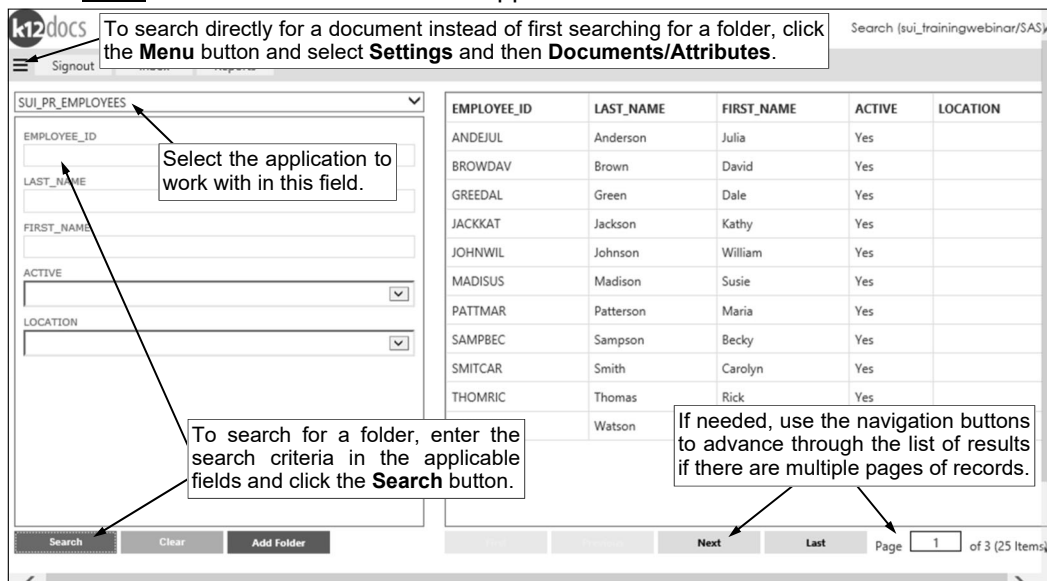 k12docs
To search directly for a document instead of first searching for a folder, click
the Menu button and select Settings and then Documents/Attributes.
Search (sui_trainingwebinar/SAS)
Signout
SUI_PR_EMPLOYEES
EMPLOYEE_ID
LAST_NAME
FIRST_NAME
ACTIVE
LOCATION
Select the application to
work with in this field.
To search for a folder, enter the
search criteria in the applicable
fields and click the Search button.
Search Clear Add Folder
EMPLOYEE_ID LAST_NAME FIRST_NAME ACTIVE LOCATION
ANDEJUL Anderson Julia Yes
BROWDAV Brown David Yes
GREEDAL Green Dale Yes
JACKKAT Jackson Kathy Yes
JOHNWIL Johnson William Yes
MADISUS Madison Susie Yes
PATTMAR Patterson Maria Yes
SAMPBEC Sampson Becky Yes
SMITCAR Smith Carolyn Yes
THOMRIC Thomas Rick Yes
Watson
If needed, use the navigation buttons
to advance through the list of results
if there are multiple pages of records.
Next Last Page 1 of 3 (25 Items)